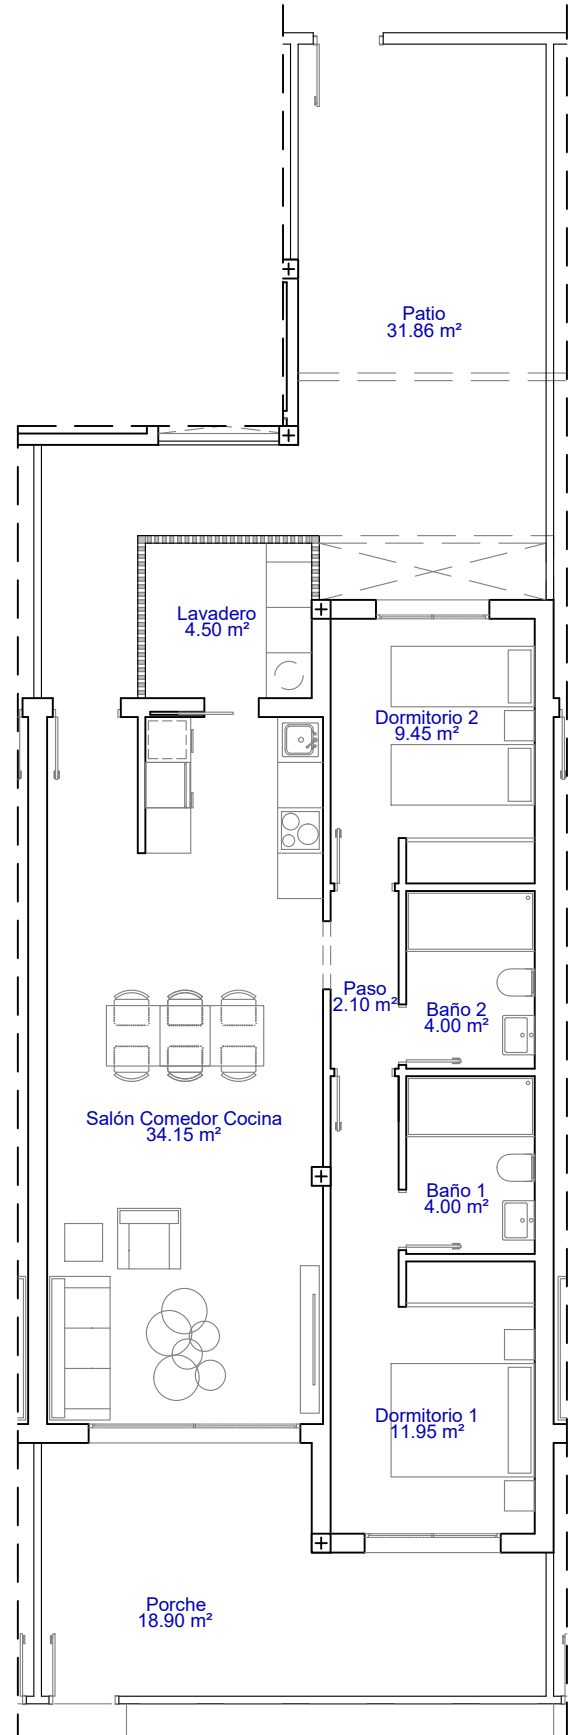 Patio
31.86 m²
Lavadero
4.50 m²
Dormitorio 2
9.45 m²
Paso
2.10 m²
Baño 2
4.00 m²
Salón Comedor Cocina
34.15 m²
Baño 1
4.00 m²
Dormitorio 1
11.95 m²
Porche
18.90 m²